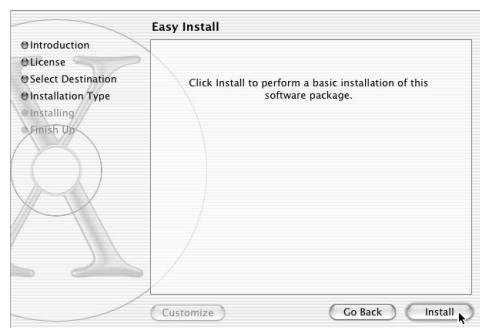 Easy Install
Introduction
License
Select Destination
Installation Type
Installing
Finish Up
Click Install to perform a basic installation of this
software package.
Customize
Go Back
Install